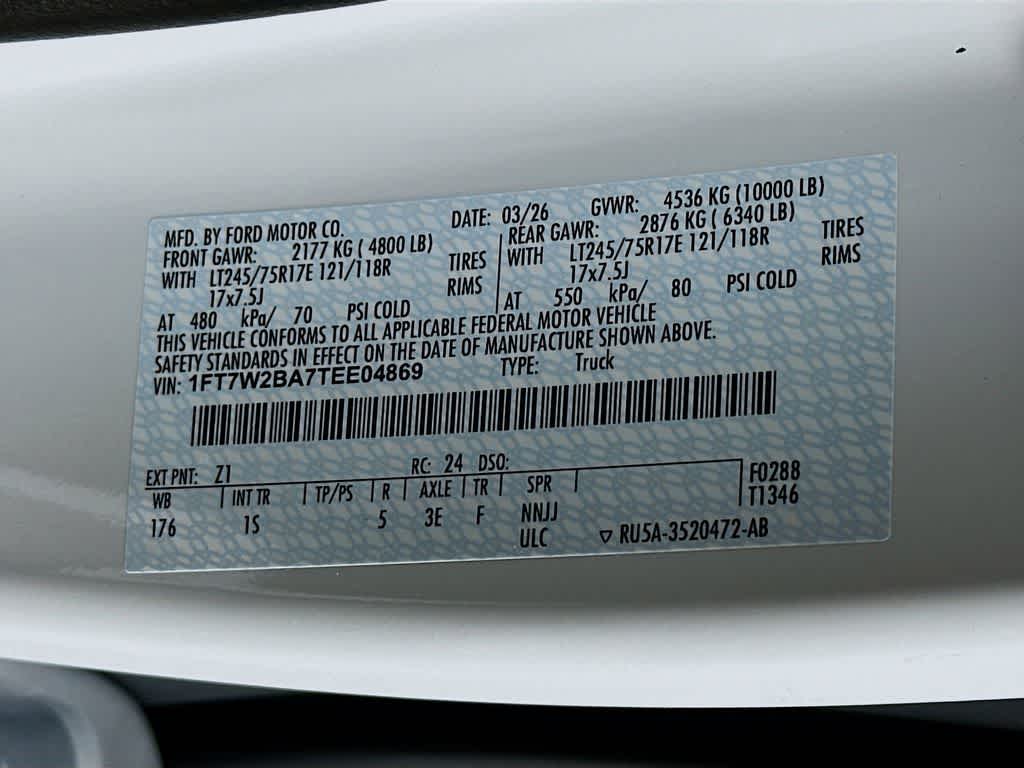 MFD. BY FORD MOTOR CO. DATE: 03/26 GVWR: 4536 KG (10000 LB)
FRONT GAWR: 2177 KG ( 4800 LB) REAR GAWR: 2876 KG ( 6340 LB)
WITH LT245/75R17E 121/118R TIRES WITH LT245/75R17E 121/118R TIRES
17x7.5J RIMS 17x7.5J RIMS
AT 480 kPa/ 70 PSI COLD AT 550 kPa/ 80 PSI COLD
THIS VEHICLE CONFORMS TO ALL APPLICABLE FEDERAL MOTOR VEHICLE
SAFETY STANDARDS IN EFFECT ON THE DATE OF MANUFACTURE SHOWN ABOVE.
VIN: 1FT7W2BA7TEE04869 TYPE: Truck
EXT PNT: Z1 RC: 24 DSO:
WB INT TR TP/PS R AXLE TR SPR F0288
176 1S 5 3E F NNJJ T1346
ULC ▽ RU5A-3520472-AB